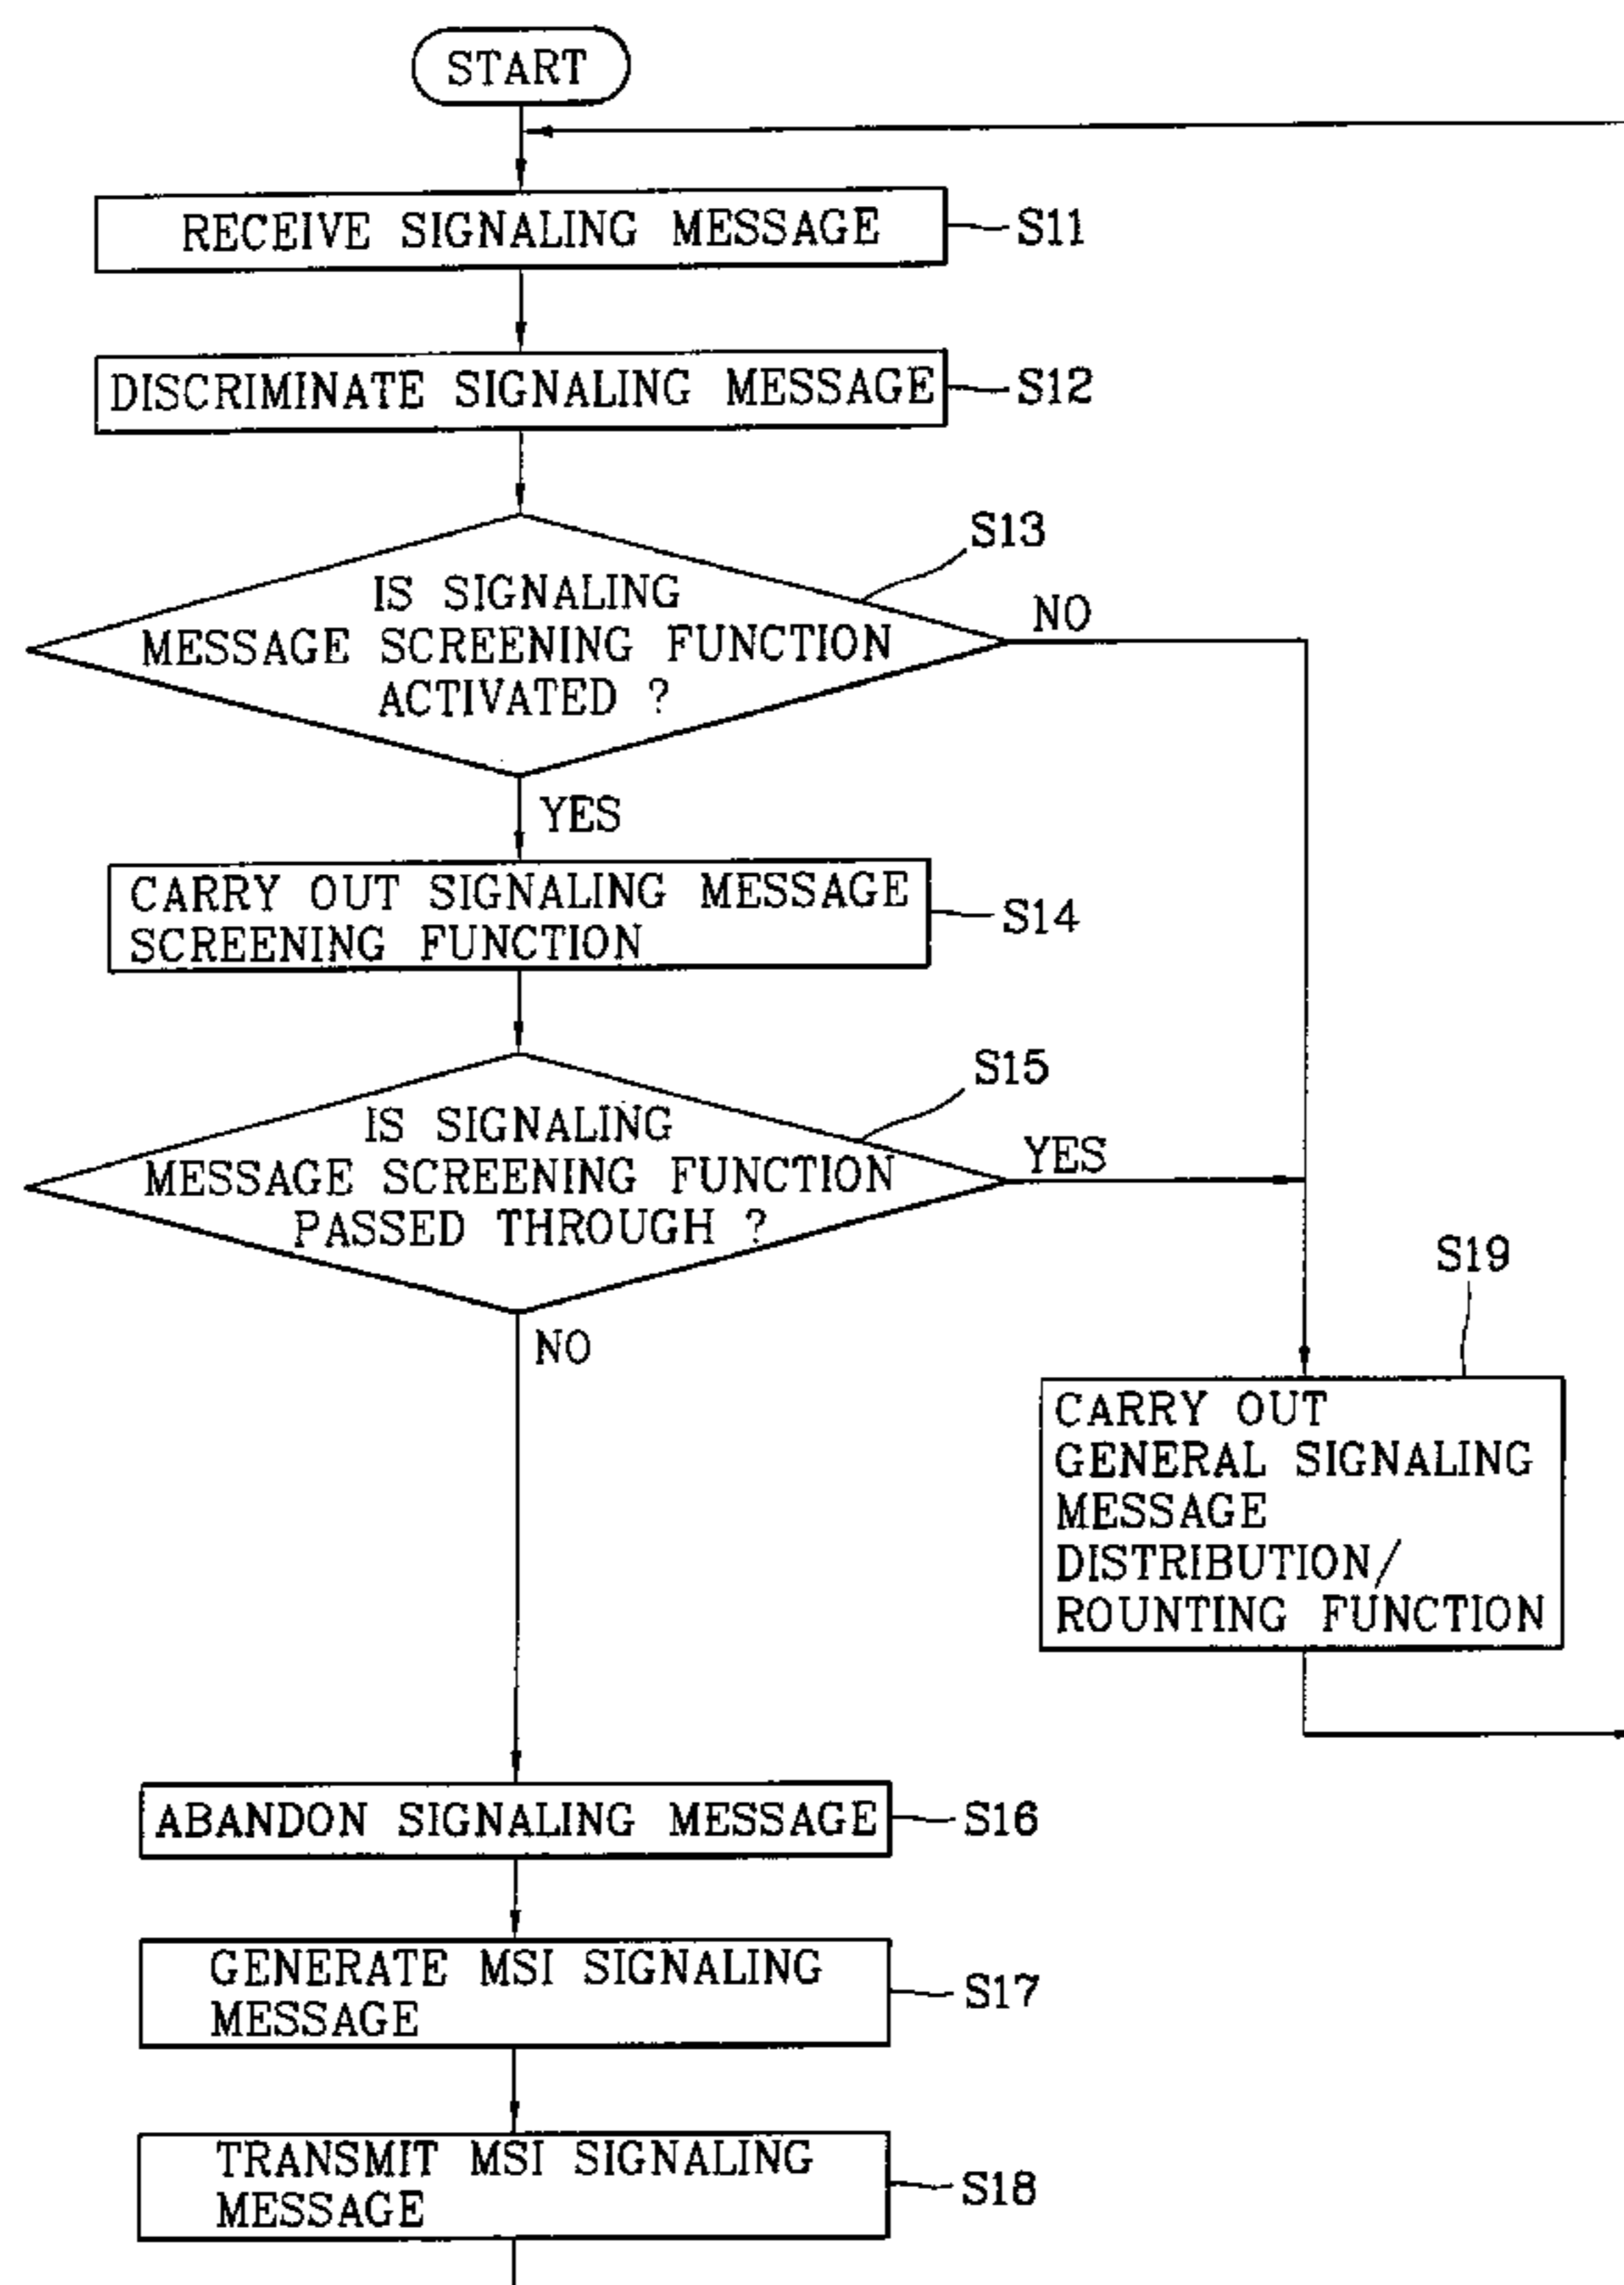 START
RECEIVE SIGNALING MESSAGE
S11
DISCRIMINATE SIGNALING MESSAGE
S12
S13
IS SIGNALING
MESSAGE SCREENING FUNCTION
ACTIVATED ?
NO
YES
CARRY OUT SIGNALING MESSAGE
SCREENING FUNCTION
S14
S15
IS SIGNALING
MESSAGE SCREENING FUNCTION
PASSED THROUGH ?
YES
NO
S19
CARRY OUT
GENERAL SIGNALING
MESSAGE
DISTRIBUTION/
ROUNTING FUNCTION
ABANDON SIGNALING MESSAGE
S16
GENERATE MSI SIGNALING
MESSAGE
S17
TRANSMIT MSI SIGNALING
MESSAGE
S18